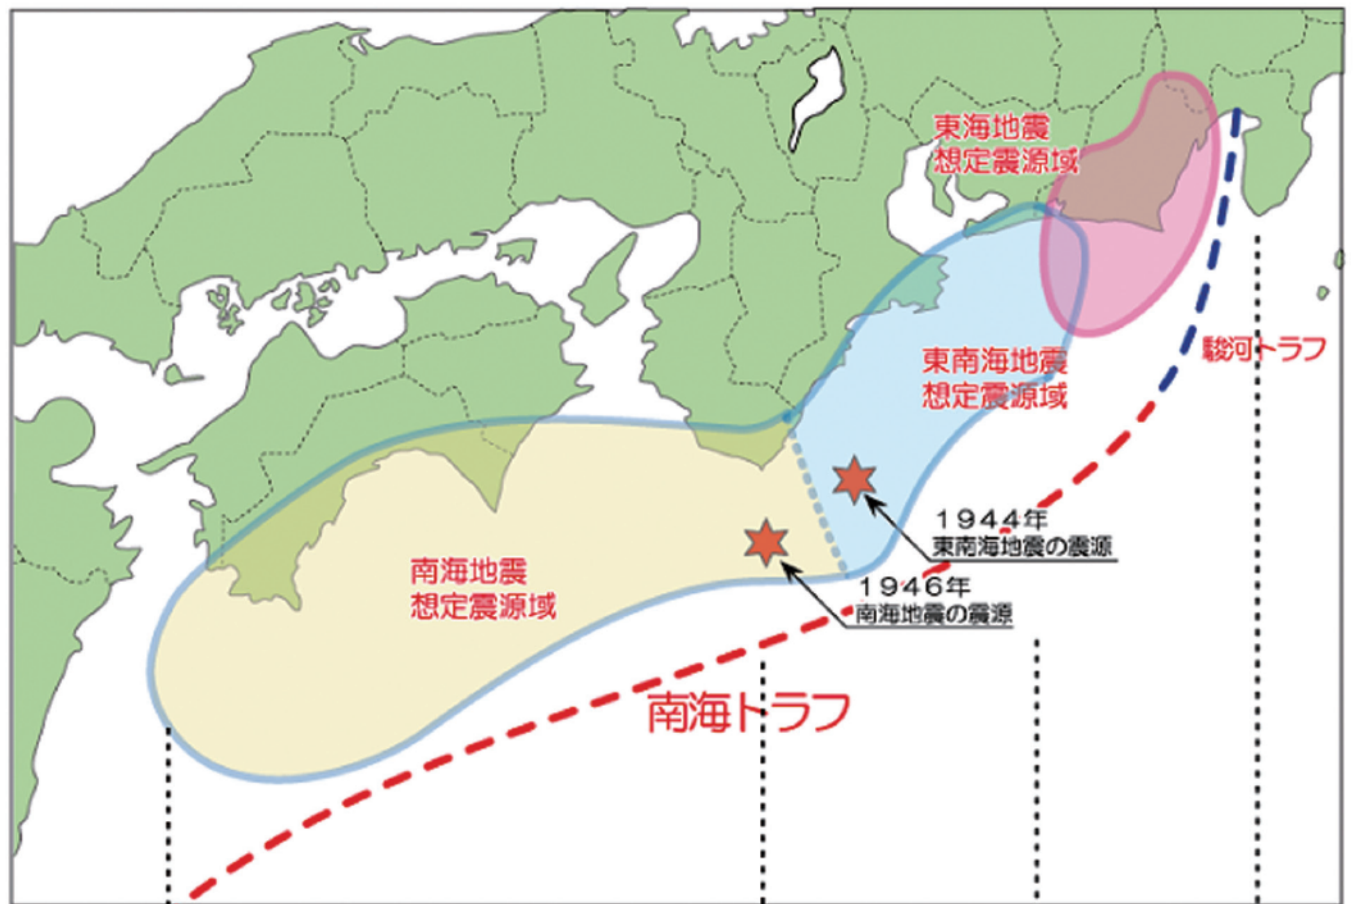 東海地震
想定震源域
駿河トラフ
東南海地震
想定震源域
1944年
東南海地震の震源
南海地震
想定震源域
1946年
南海地震の震源
南海トラフ